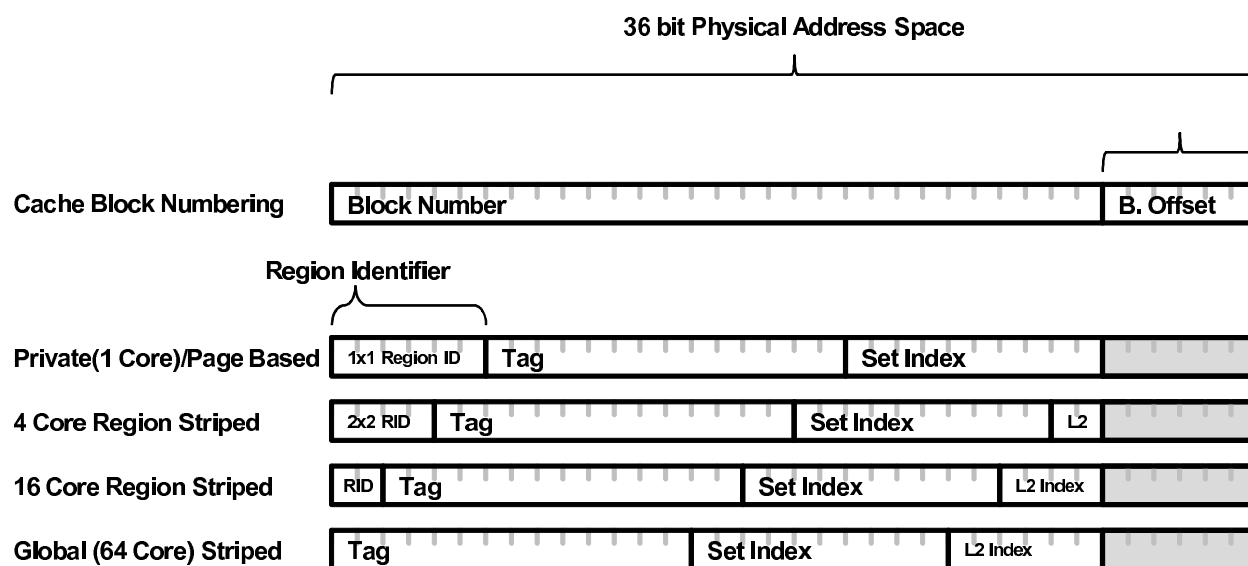 36 bit Physical Address Space
Cache Block Numbering
Block Number
B. Offset
Region Identifier
Private(1 Core)/Page Based
1x1 Region ID
Tag
Set Index
4 Core Region Striped
2x2 RID
Tag
Set Index
L2
16 Core Region Striped
RID
Tag
Set Index
L2 Index
Global (64 Core) Striped
Tag
Set Index
L2 Index